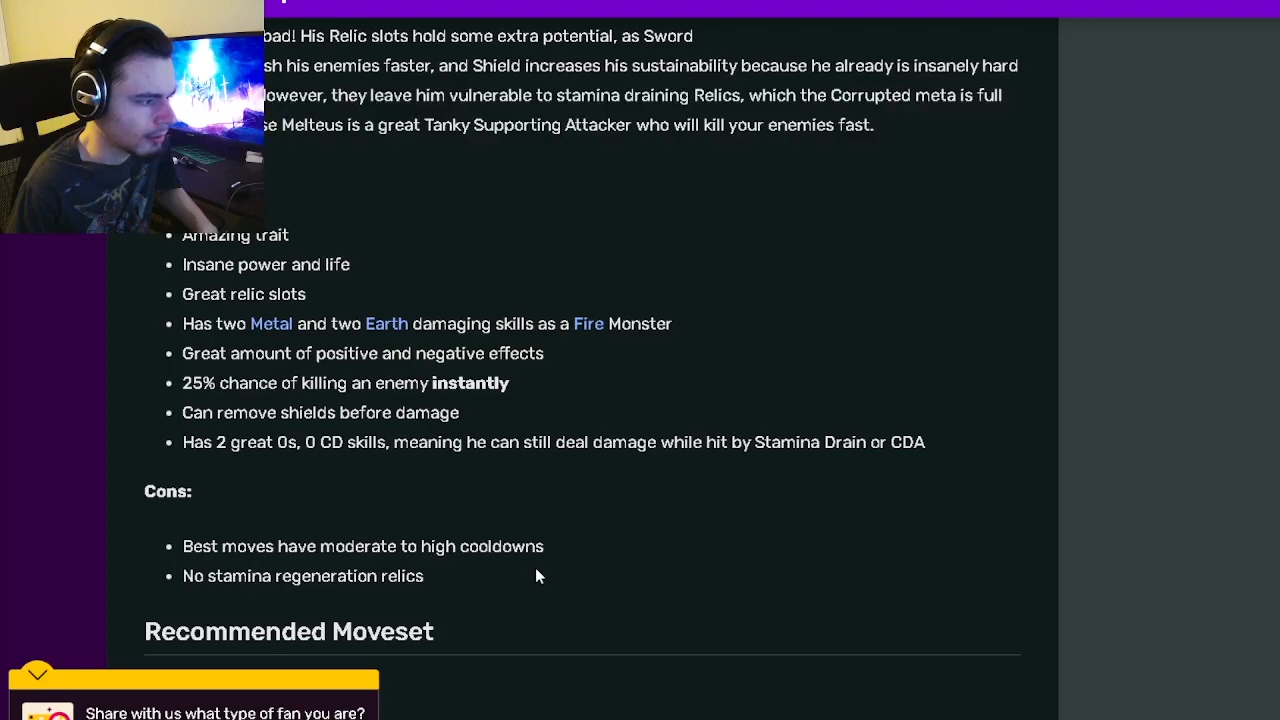 bad! His Relic slots hold some extra potential, as Sword
sh his enemies faster, and Shield increases his sustainability because he already is insanely hard
owever, they leave him vulnerable to stamina draining Relics, which the Corrupted meta is full
se Melteus is a great Tanky Supporting Attacker who will kill your enemies fast.
Amazing trait
Insane power and life
Great relic slots
Has two Metal and two Earth damaging skills as a Fire Monster
Great amount of positive and negative effects
25% chance of killing an enemy instantly
Can remove shields before damage
Has 2 great 0s, 0 CD skills, meaning he can still deal damage while hit by Stamina Drain or CDA
Cons:
Best moves have moderate to high cooldowns
No stamina regeneration relics
Recommended Moveset
Share with us what type of fan you are?